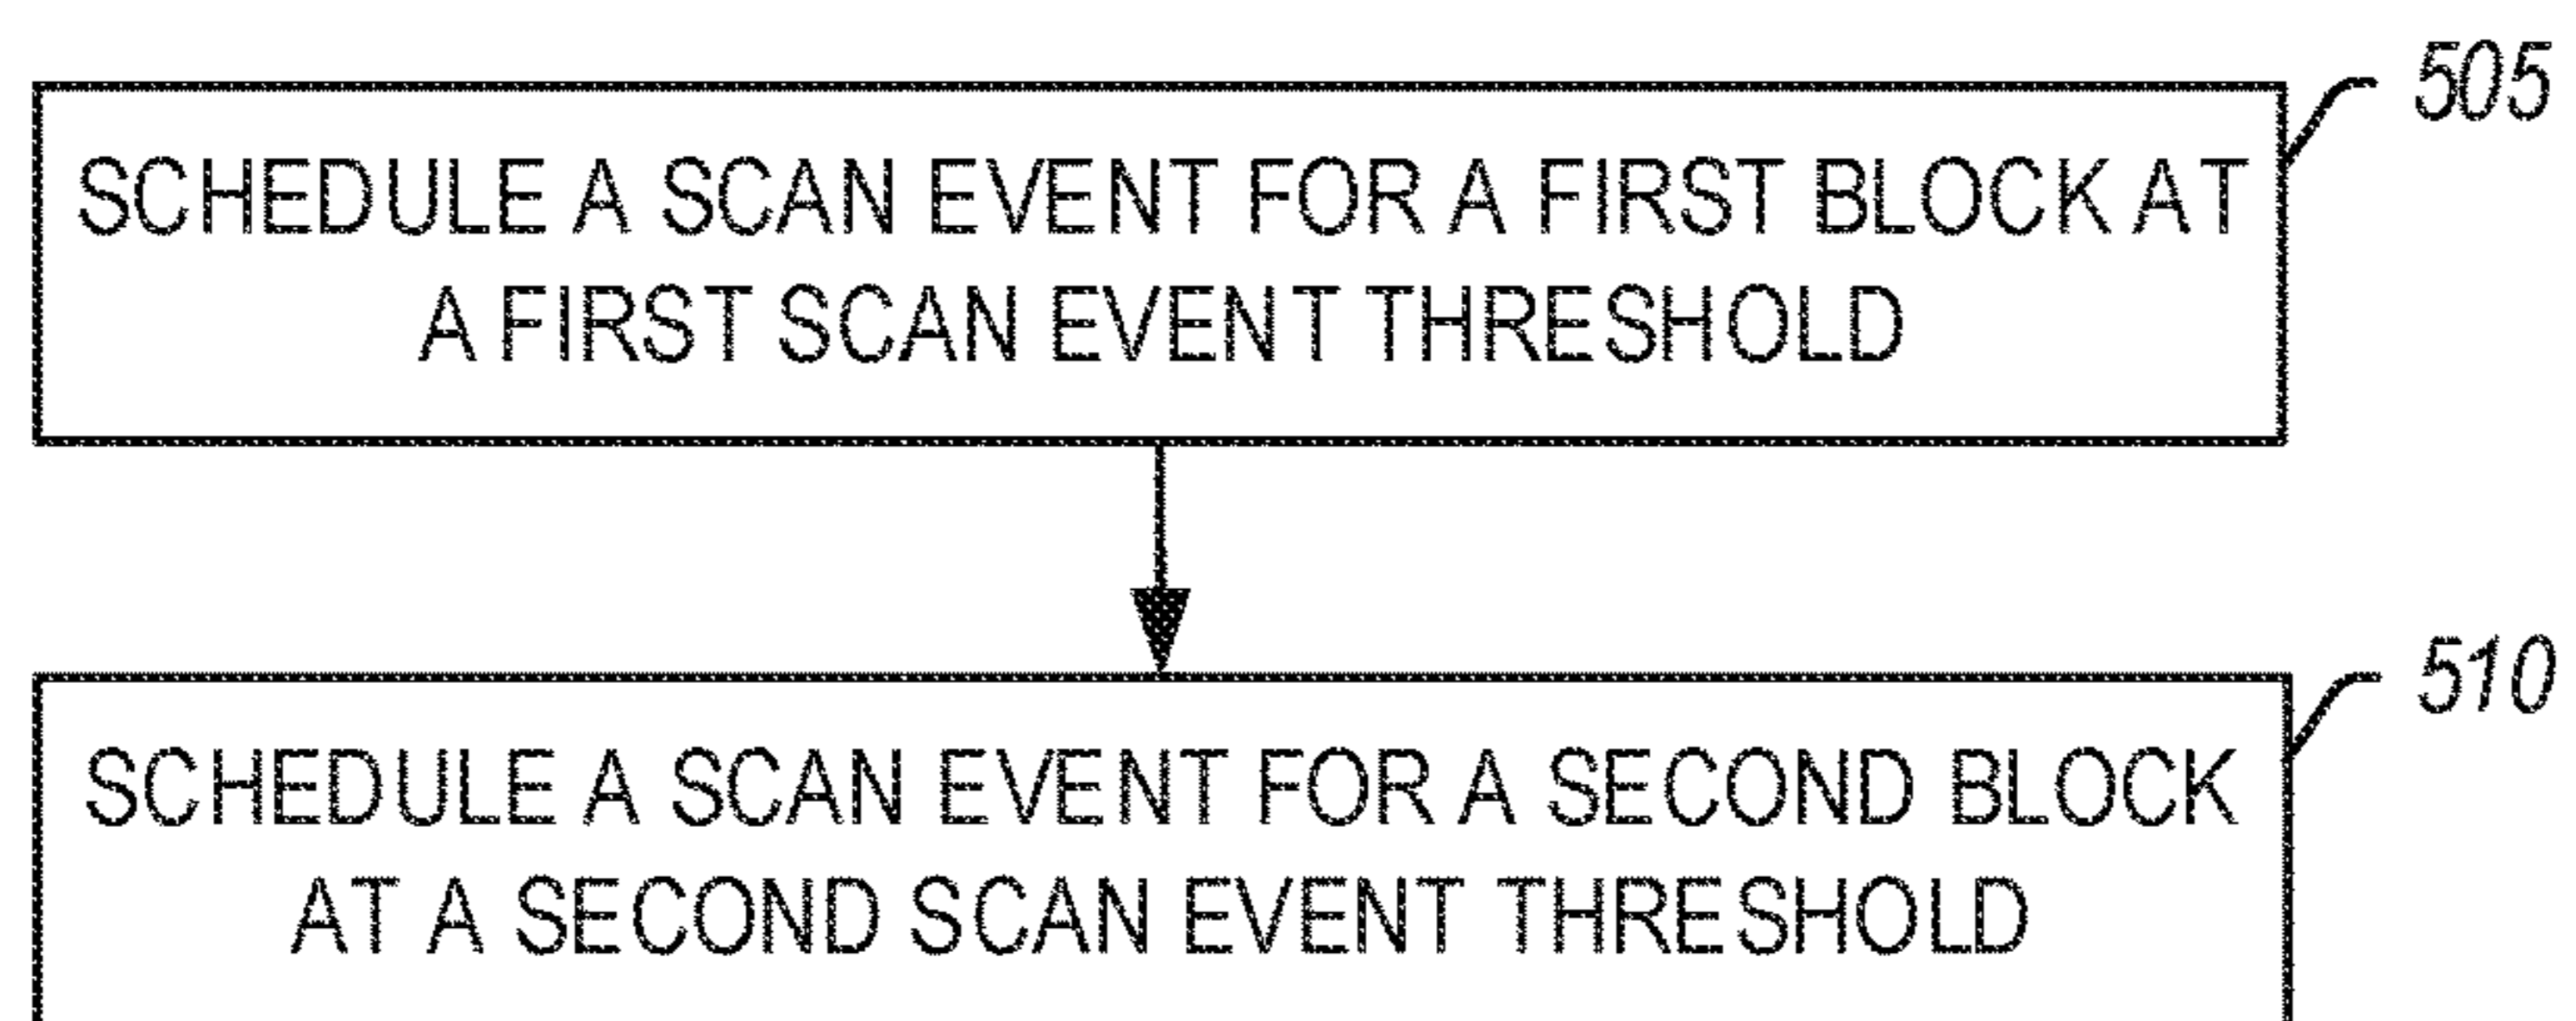 505
SCHEDULE A SCAN EVENT FOR A FIRST BLOCK AT
A FIRST SCAN EVENT THRESHOLD
510
SCHEDULE A SCAN EVENT FOR A SECOND BLOCK
AT A SECOND SCAN EVENT THRESHOLD